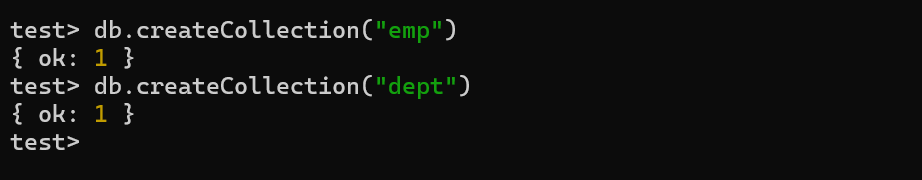 test> db.createCollection("emp")
{ ok: 1 }
test> db.createCollection("dept")
{ ok: 1 }
test>